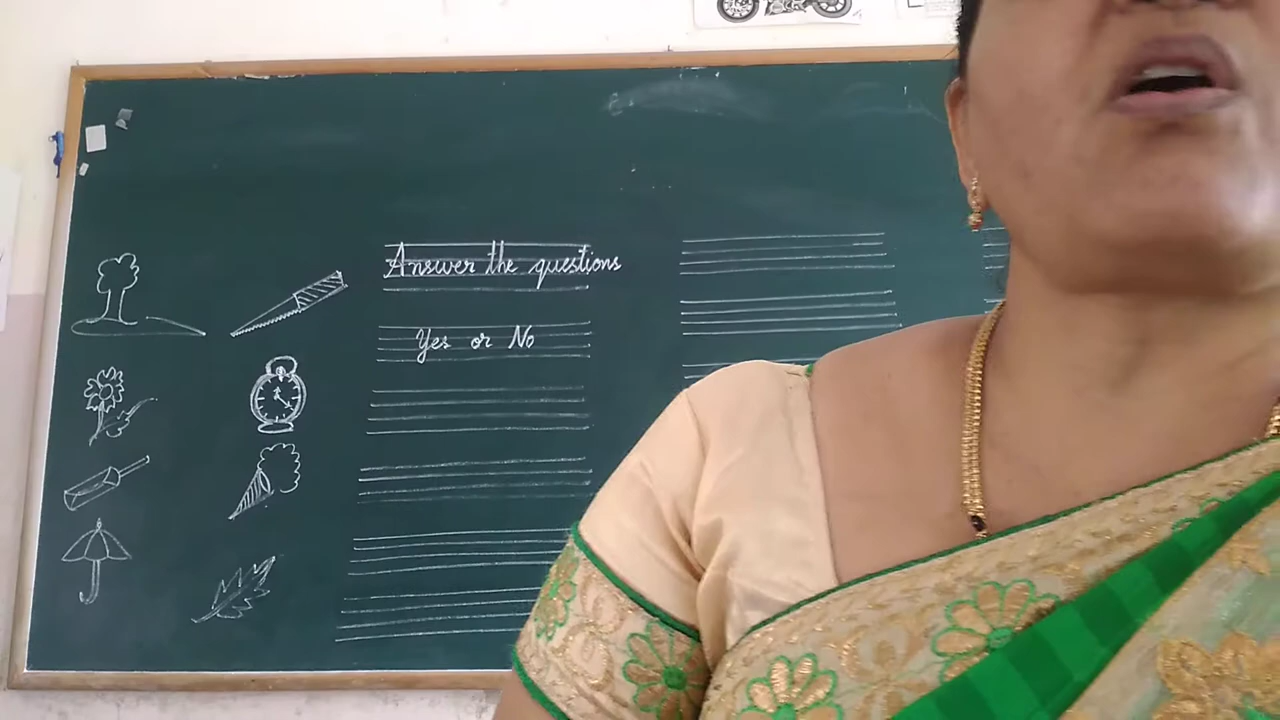 Answer the questions
Yes or No